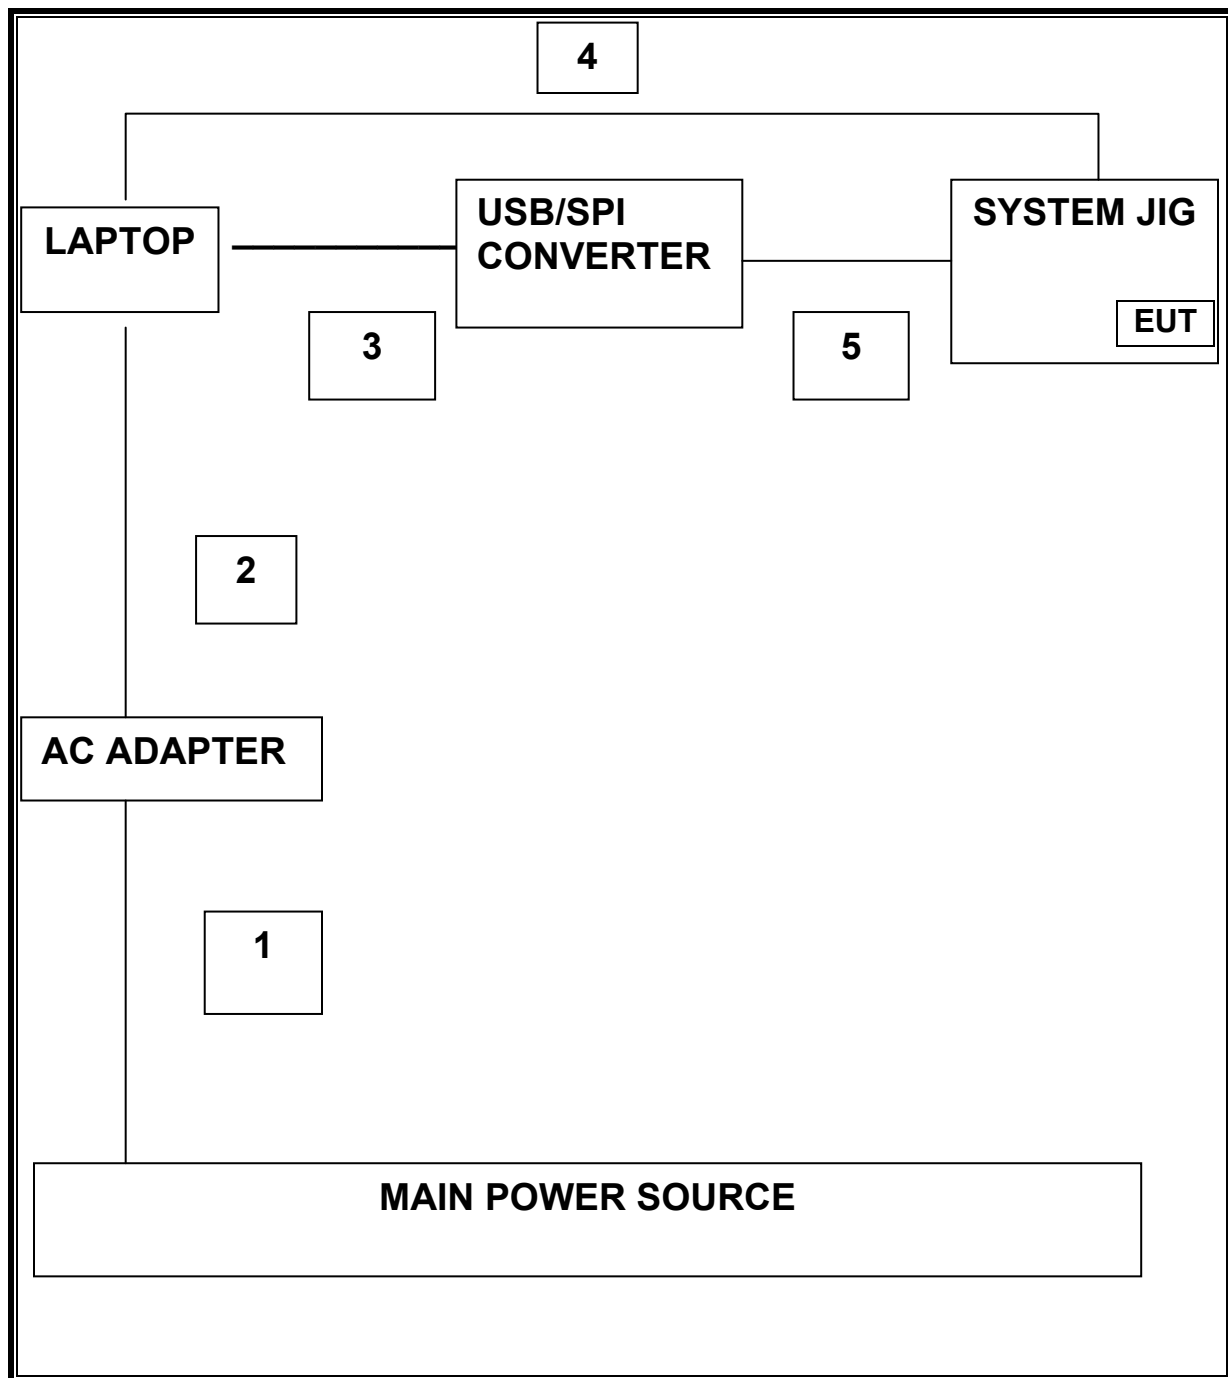 4
LAPTOP
USB/SPI
CONVERTER
SYSTEM JIG
EUT
3
5
2
AC ADAPTER
1
MAIN POWER SOURCE